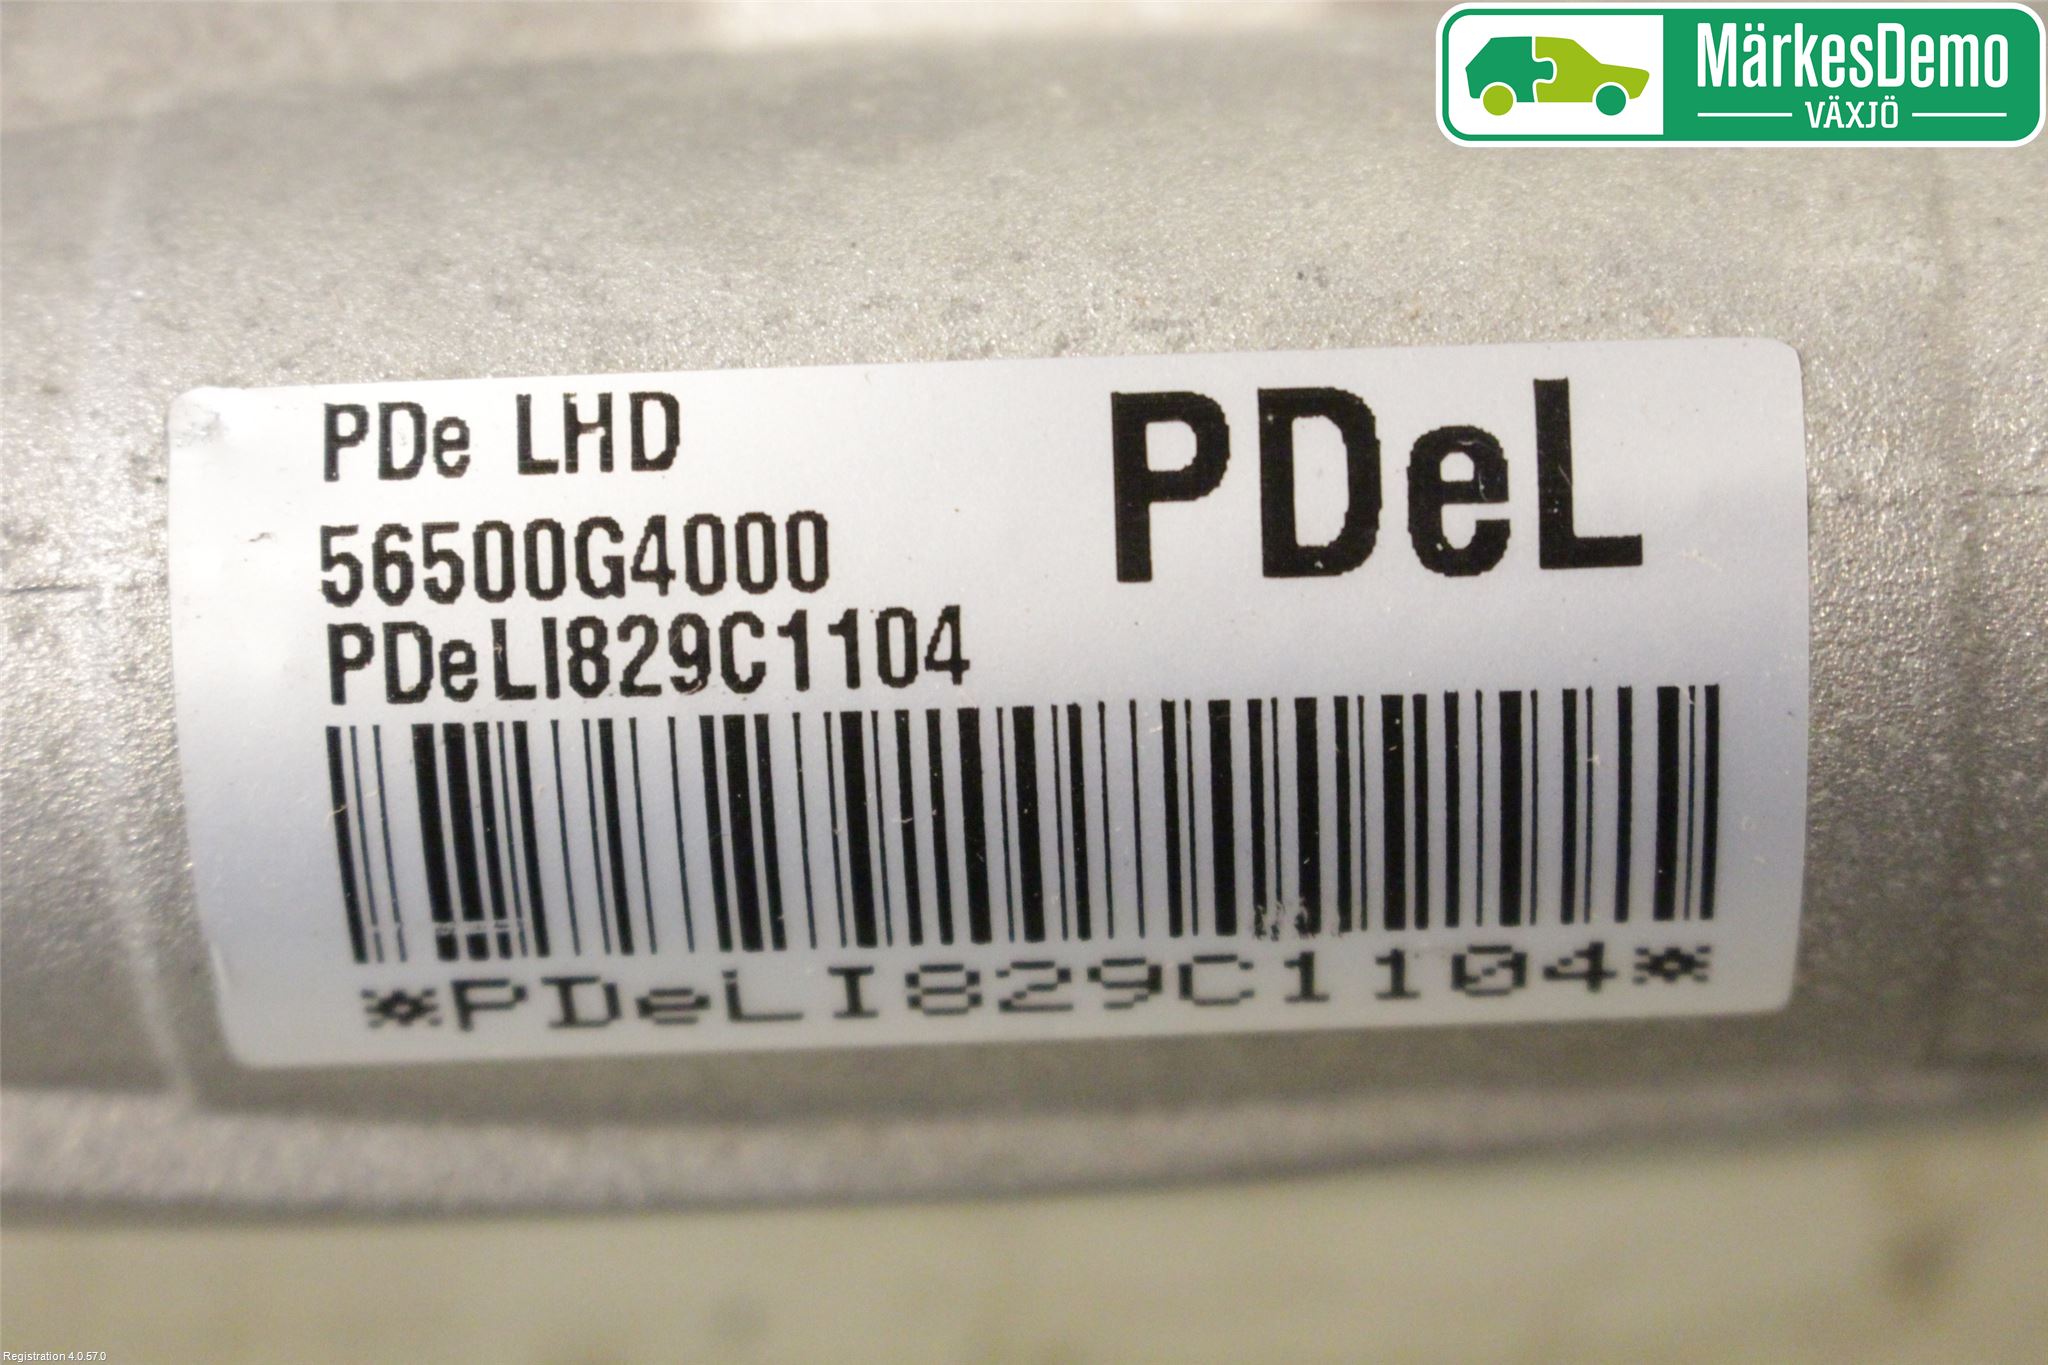 MärkesDemo
VÄXJÖ
PDe LHD
PDeL
56500G4000
PDeLI829C1104
*PDeLI829C1104*
Registration 4.0.57.0